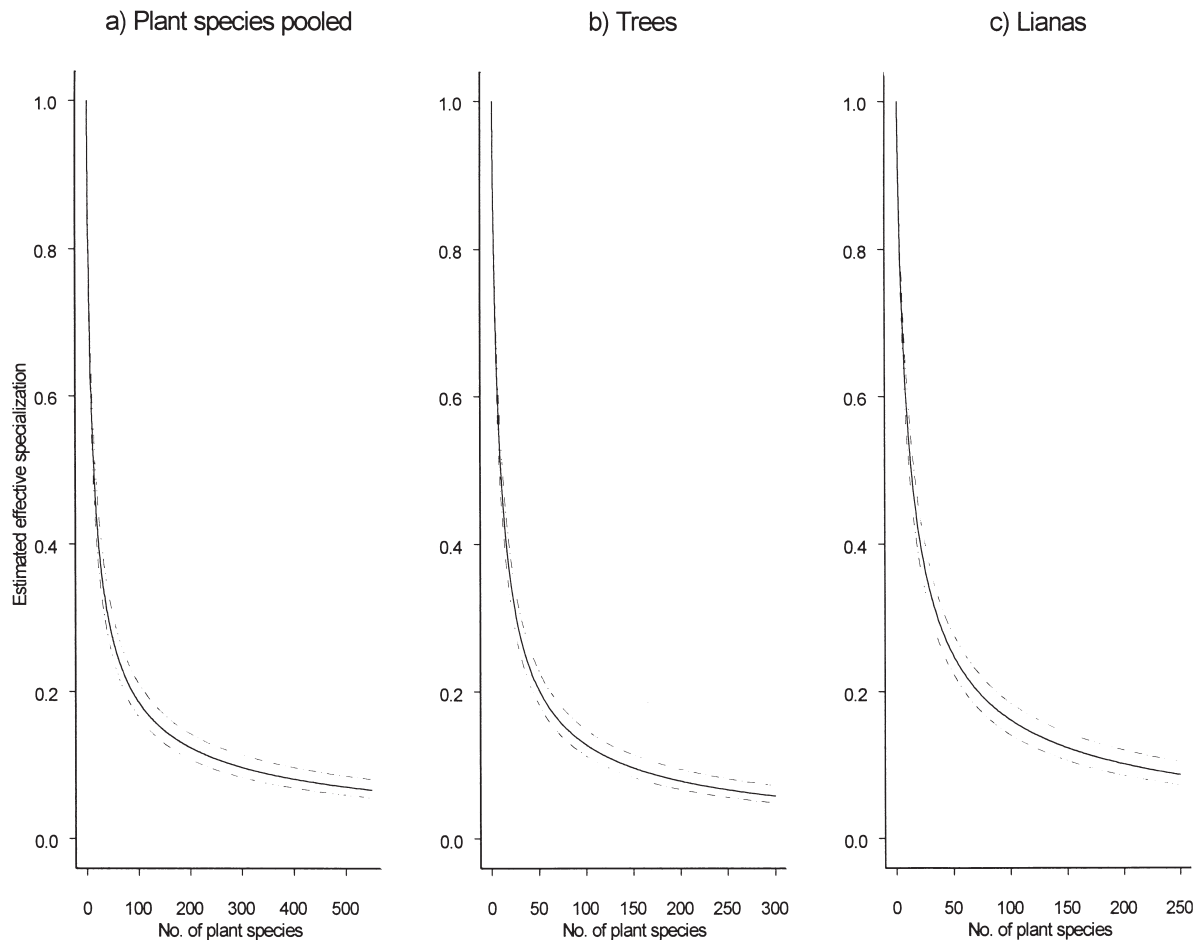 a) Plant species pooled
b) Trees
c) Lianas
Estimated effective specialization
1.0
0.8
0.6
0.4
0.2
0.0
0 100 200 300 400 500
No. of plant species
1.0
0.8
0.6
0.4
0.2
0.0
0 50 100 150 200 250 300
No. of plant species
1.0
0.8
0.6
0.4
0.2
0.0
0 50 100 150 200 250
No. of plant species